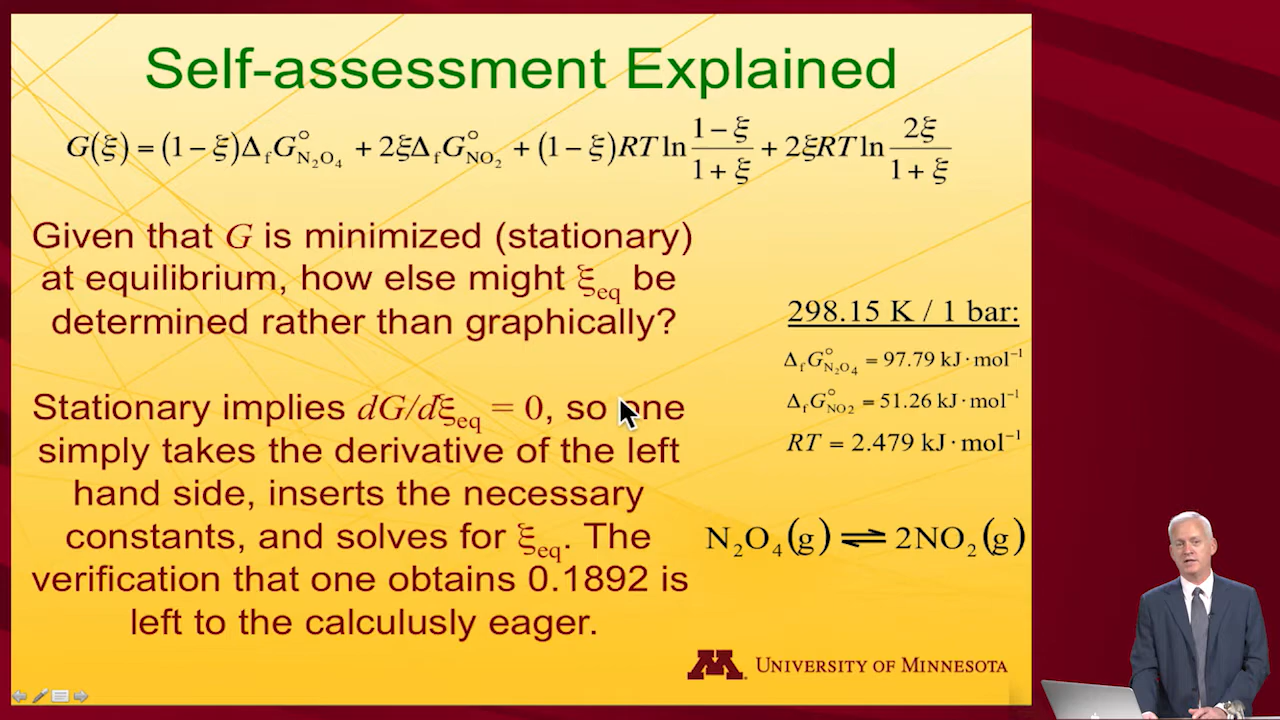 Self-assessment Explained
G(ξ) = (1 − ξ)Δ_fG°_{N₂O₄} + 2ξΔ_fG°_{NO₂} + (1 − ξ)RT ln (1 − ξ)/(1 + ξ) + 2ξRT ln 2ξ/(1 + ξ)
Given that G is minimized (stationary)
at equilibrium, how else might ξ_eq be
determined rather than graphically?
Stationary implies dG/dξ_eq = 0, so one
simply takes the derivative of the left
hand side, inserts the necessary
constants, and solves for ξ_eq. The
verification that one obtains 0.1892 is
left to the calculusly eager.
298.15 K / 1 bar:
Δ_fG°_{N₂O₄} = 97.79 kJ·mol⁻¹
Δ_fG°_{NO2} = 51.26 kJ·mol⁻¹
RT = 2.479 kJ·mol⁻¹
N₂O₄(g) ⇌ 2NO₂(g)
M UNIVERSITY OF MINNESOTA